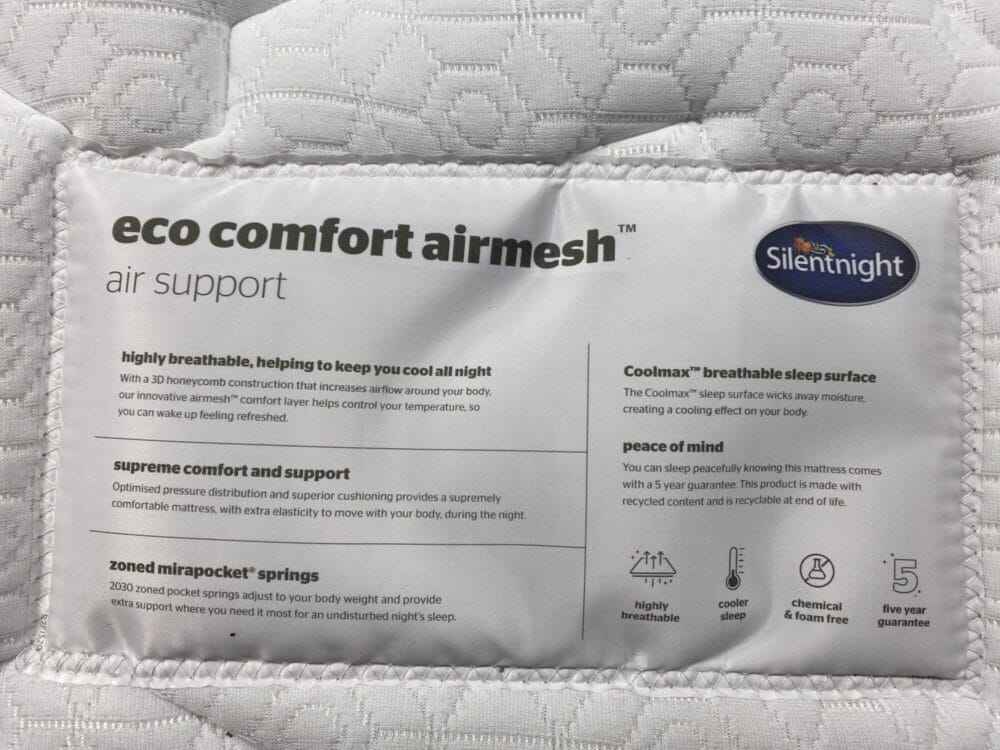 eco comfort airmesh™
air support
Silentnight
highly breathable, helping to keep you cool all night
With a 3D honeycomb construction that increases airflow around your body,
our innovative airmesh™ comfort layer helps control your temperature, so
you can wake up feeling refreshed.
supreme comfort and support
Optimised pressure distribution and superior cushioning provides a supremely
comfortable mattress, with extra elasticity to move with your body, during the night.
zoned mirapocket® springs
2030 zoned pocket springs adjust to your body weight and provide
extra support where you need it most for an undisturbed night's sleep.
Coolmax™ breathable sleep surface
The Coolmax™ sleep surface wicks away moisture,
creating a cooling effect on your body.
peace of mind
You can sleep peacefully knowing this mattress comes
with a 5 year guarantee. This product is made with
recycled content and is recyclable at end of life.
highly
breathable
cooler
sleep
chemical
& foam free
5
five year
guarantee